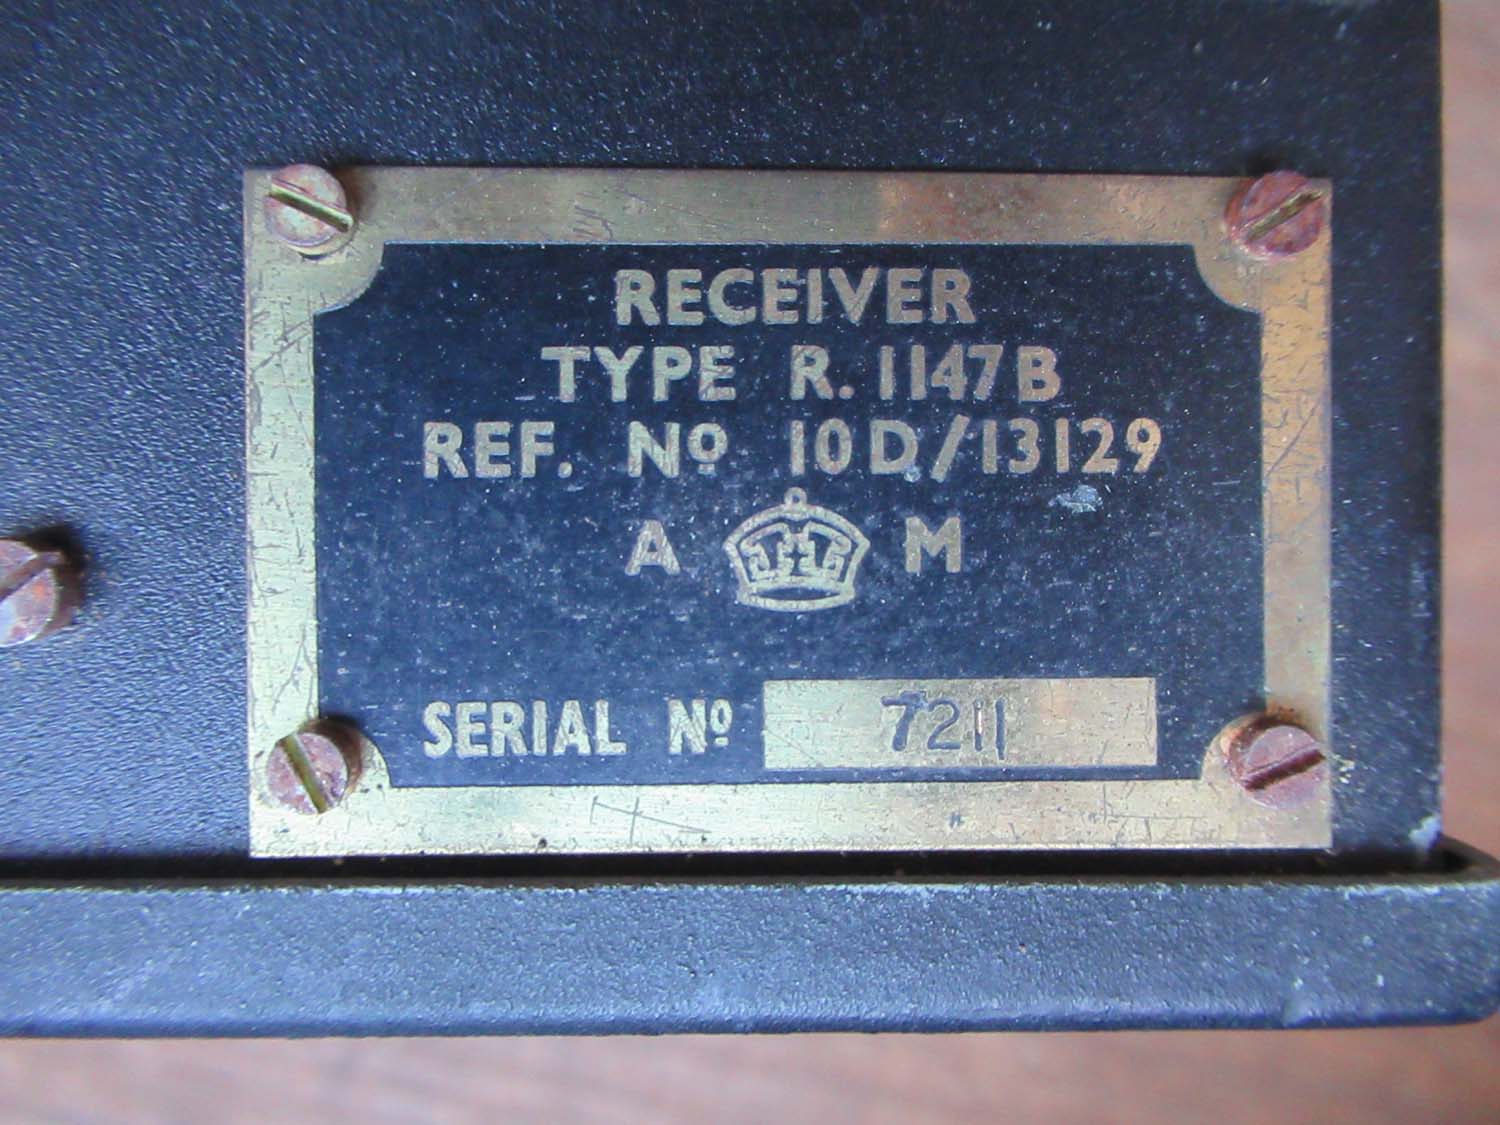 RECEIVER
TYPE R. 1147B
REF. Nº 10D/13129
A M
SERIAL Nº 7211